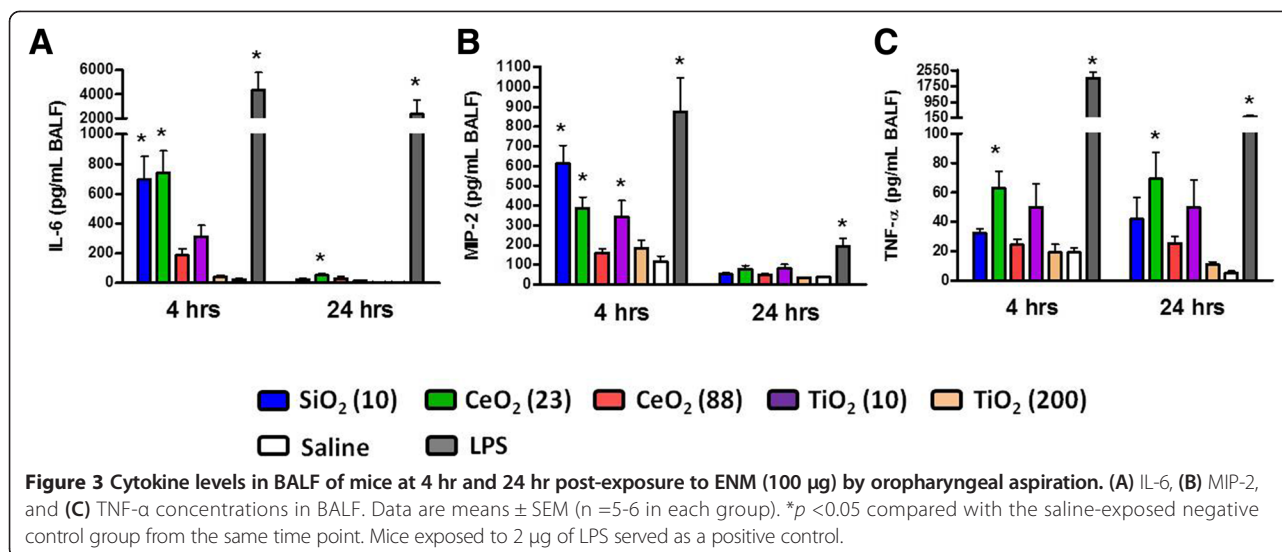 A
B
C
IL-6 (pg/mL BALF)
6000
4000
2000
1000
800
600
400
200
0
* * * * *
4 hrs 24 hrs
MIP-2 (pg/mL BALF)
1100
1000
900
800
700
600
500
400
300
200
100
0
* * * * *
4 hrs 24 hrs
TNF-α (pg/mL BALF)
2550
1750
950
150
100
80
60
40
20
0
* * * *
4 hrs 24 hrs
SiO₂ (10) CeO₂ (23) CeO₂ (88) TiO₂ (10) TiO₂ (200)
Saline LPS
Figure 3 Cytokine levels in BALF of mice at 4 hr and 24 hr post-exposure to ENM (100 μg) by oropharyngeal aspiration. (A) IL-6, (B) MIP-2,
and (C) TNF-α concentrations in BALF. Data are means ± SEM (n =5-6 in each group). *p <0.05 compared with the saline-exposed negative
control group from the same time point. Mice exposed to 2 μg of LPS served as a positive control.